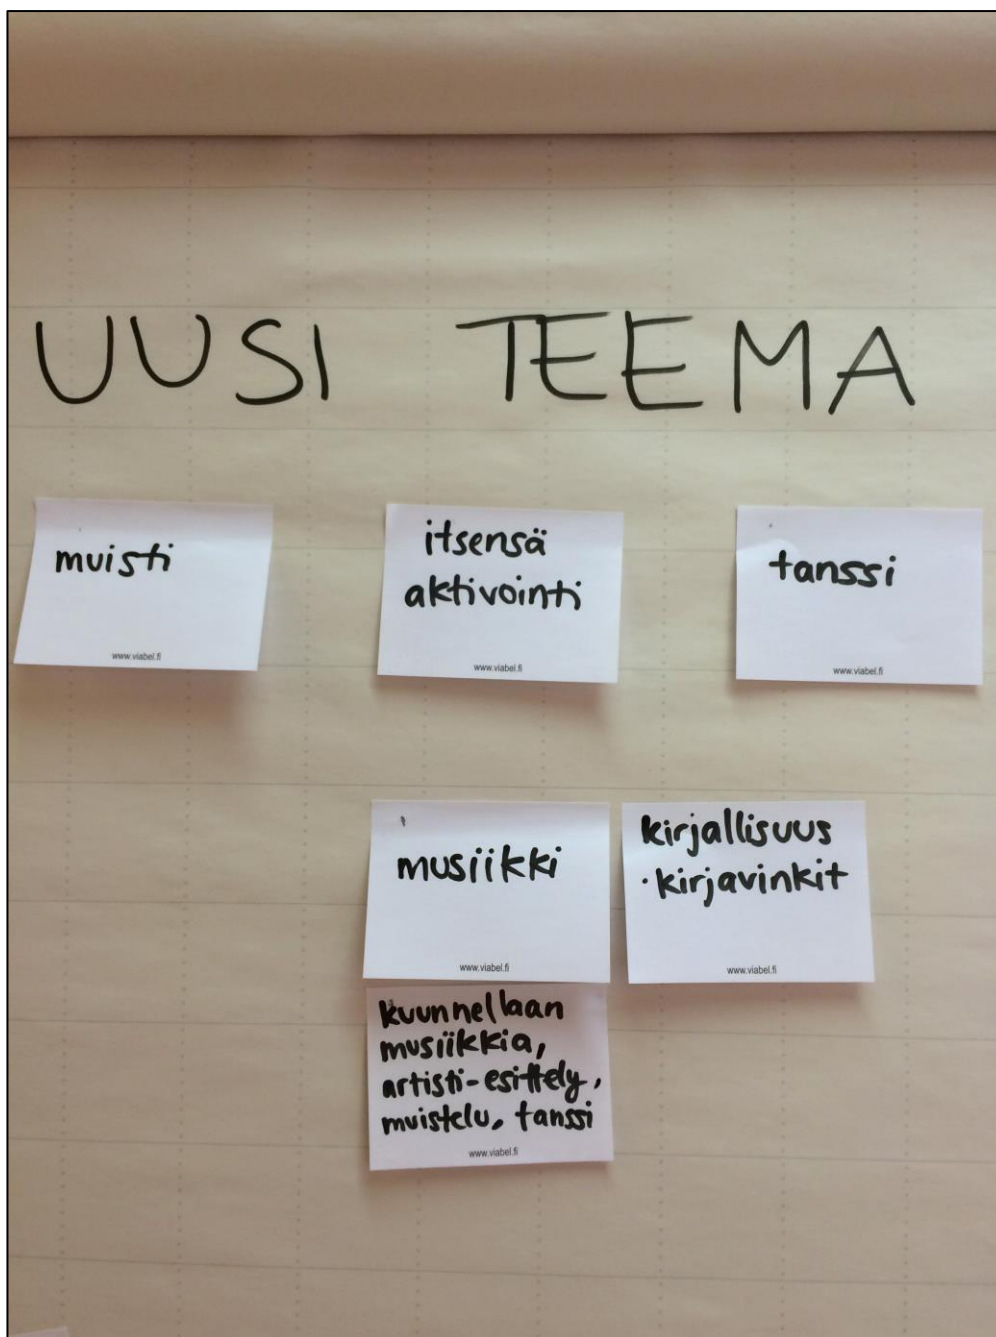 UUSI TEEMA
muisti
www.viabel.fi
itsensä
aktivointi
www.viabel.fi
tanssi
www.viabel.fi
musiikki
www.viabel.fi
kirjallisuus
· kirjavinkit
www.viabel.fi
kuunnellaan
musiikkia,
artisti-esittely,
muistelu, tanssi
www.viabel.fi